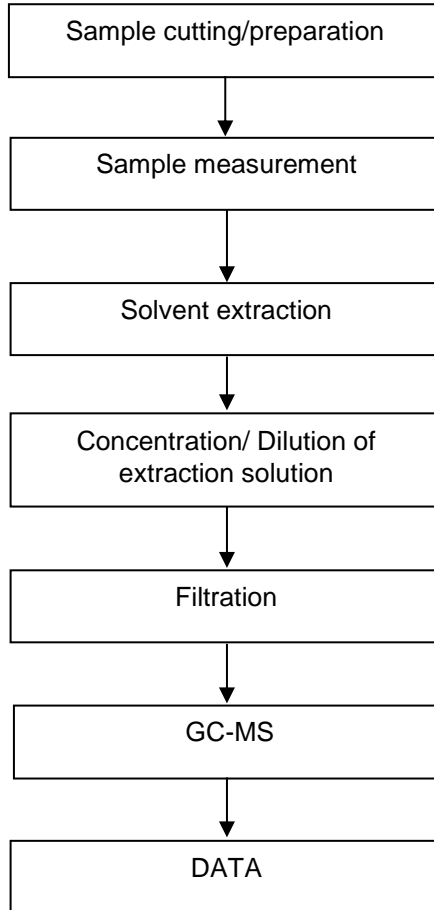 Sample cutting/preparation
Sample measurement
Solvent extraction
Concentration/ Dilution of
extraction solution
Filtration
GC-MS
DATA